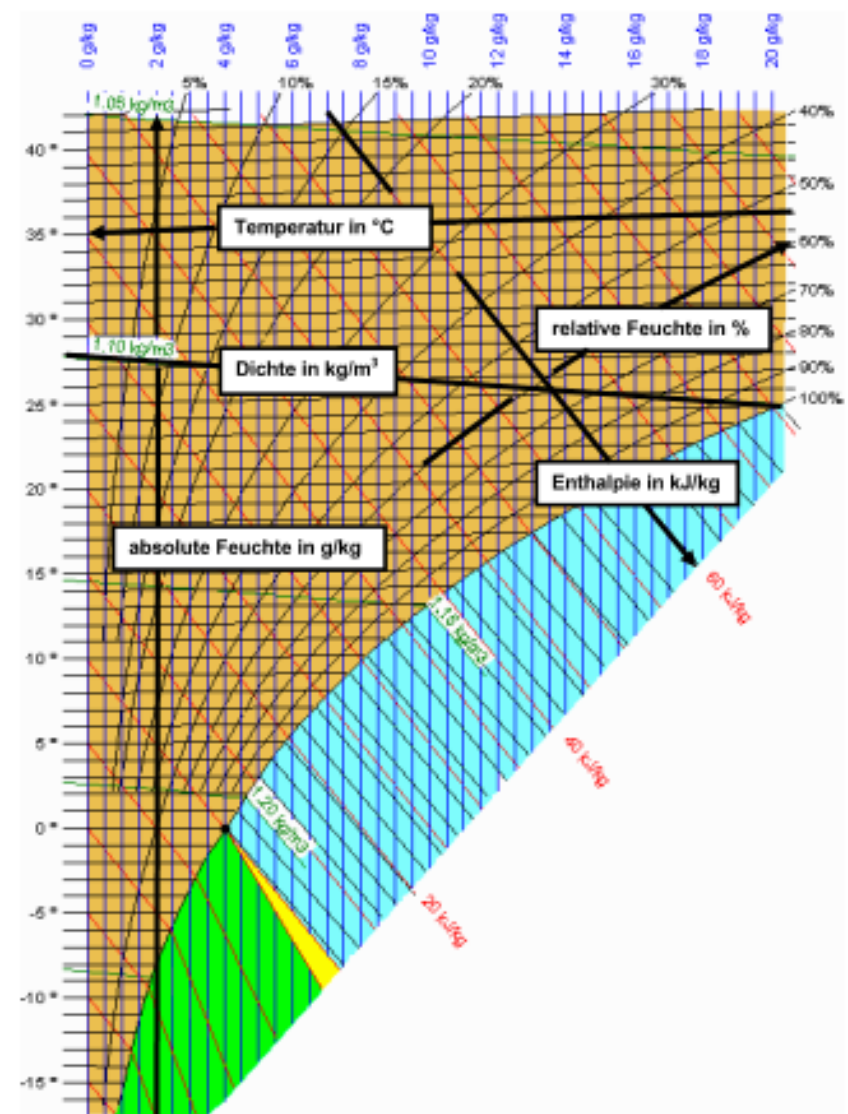 0 g/kg 2 g/kg 4 g/kg 6 g/kg 8 g/kg 10 g/kg 12 g/kg 14 g/kg 16 g/kg 18 g/kg 20 g/kg
5% 10% 15% 20% 30%
1,05 kg/m3
40%
40 °
50%
Temperatur in °C
35 °
60%
70%
30 °
relative Feuchte in %
80%
1,10 kg/m3
Dichte in kg/m³
90%
25 °
100%
20 °
Enthalpie in kJ/kg
absolute Feuchte in g/kg
15 °
60 kJ/kg
1,15 kg/m3
10 °
5 °
40 kJ/kg
1,20 kg/m3
0 °
-5 °
20 kJ/kg
-10 °
-15 °